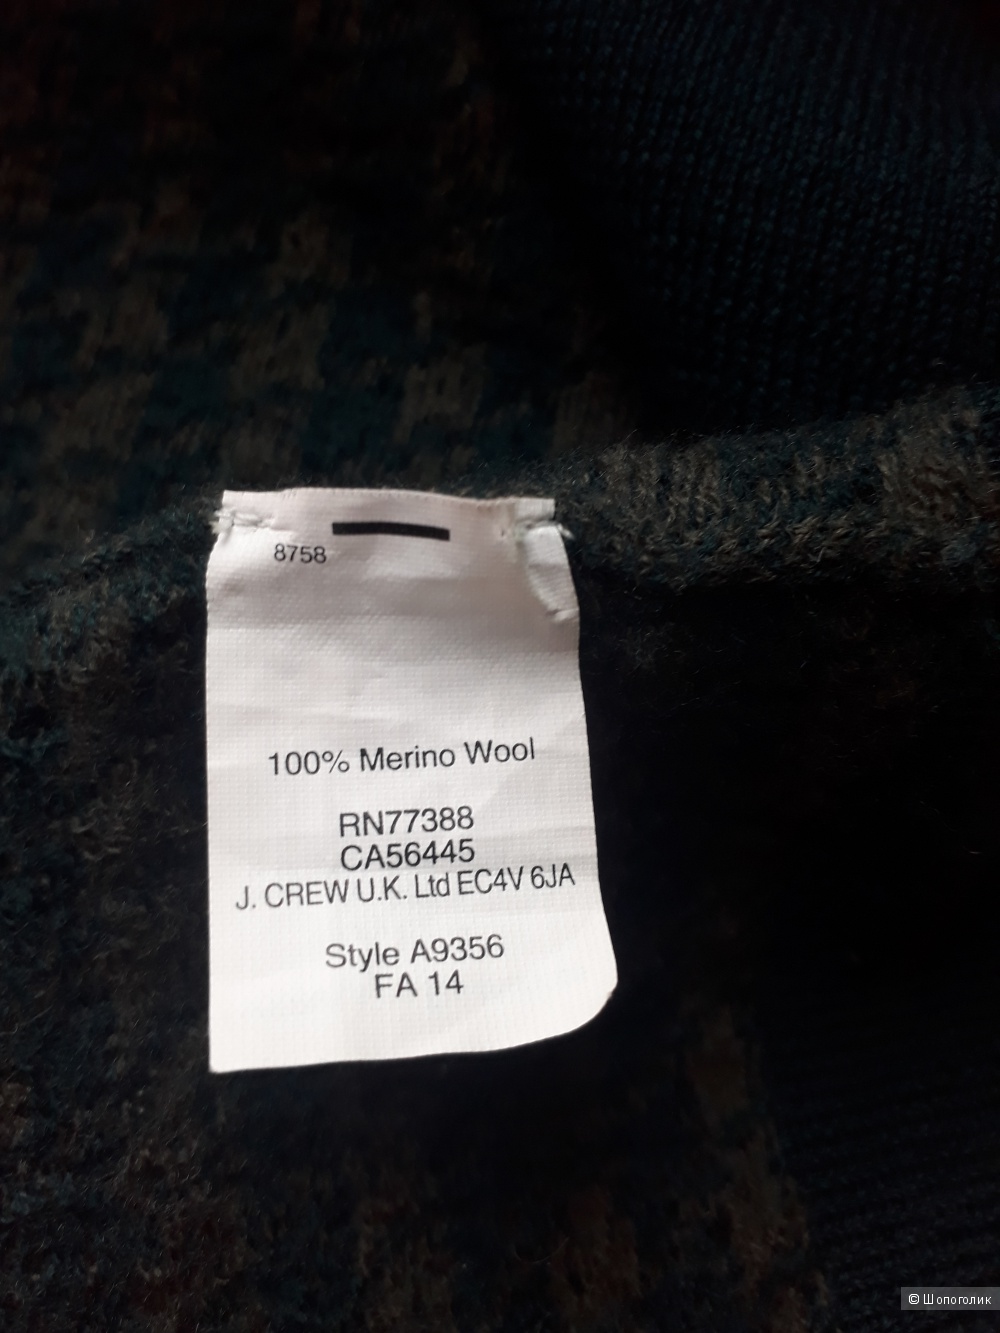 8758
100% Merino Wool
RN77388
CA56445
J. CREW U.K. Ltd EC4V 6JA
Style A9356
FA 14
© Шопоголик